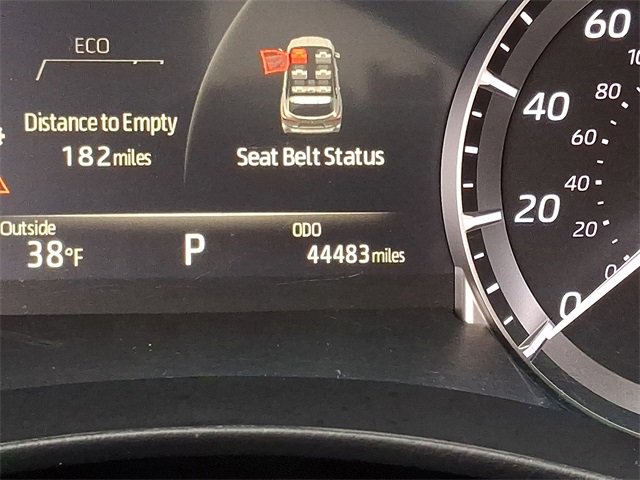 ECO
Distance to Empty
182 miles
Seat Belt Status
Outside
38°F
P
ODO
44483 miles
60
40
20
0
80
60
40
20
0